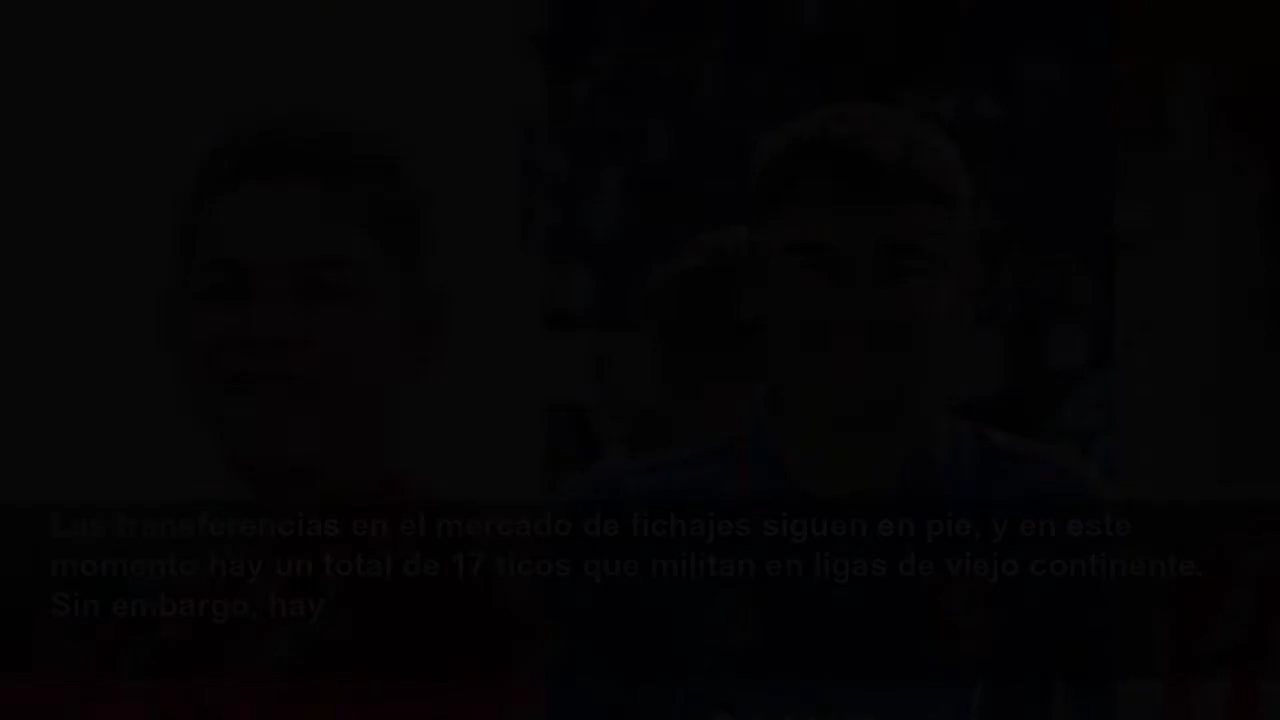 Las transferencias en el mercado de fichajes siguen en pie, y en este
momento hay un total de 17 ticos que militan en ligas de viejo continente.
Sin embargo, hay